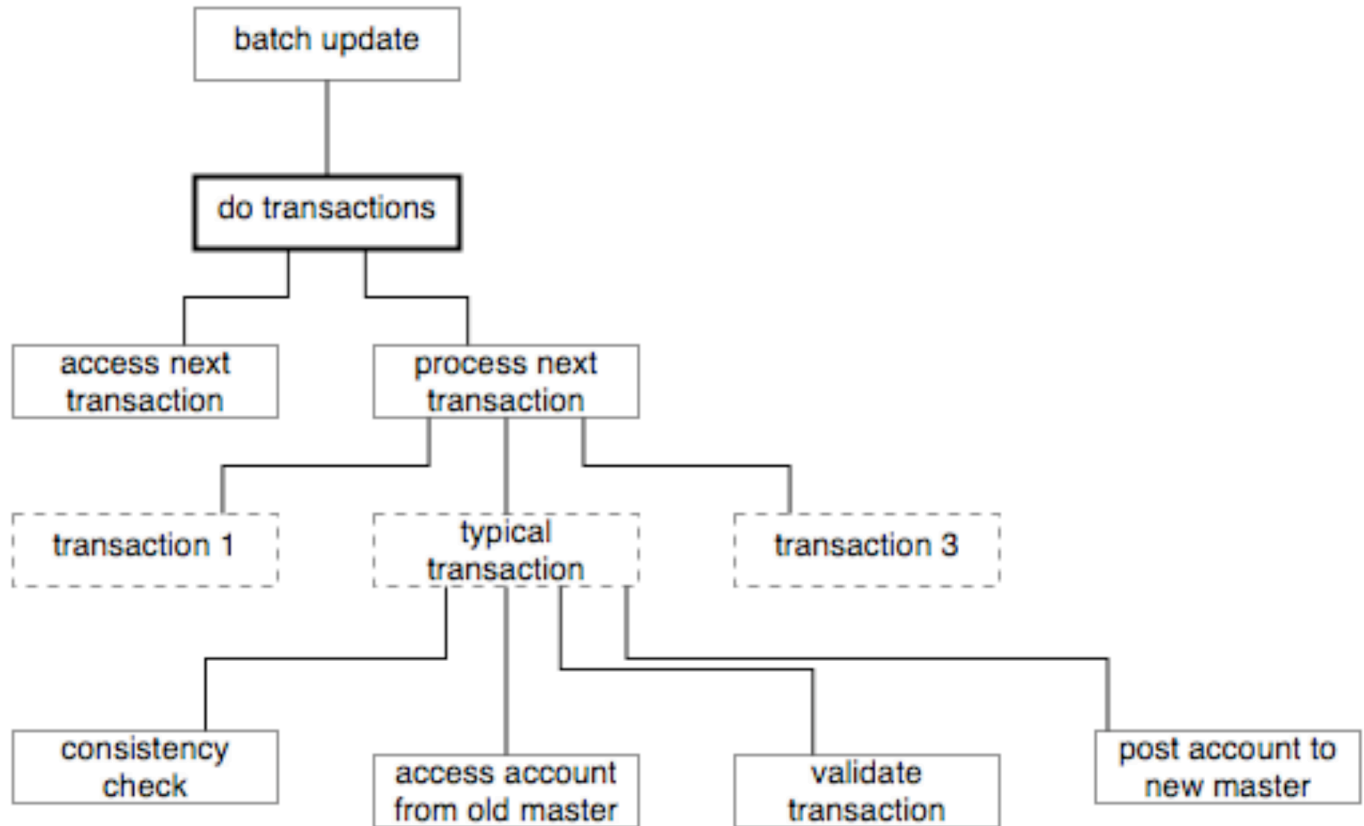 batch update
do transactions
access next
transaction
process next
transaction
transaction 1
typical
transaction
transaction 3
consistency
check
access account
from old master
validate
transaction
post account to
new master